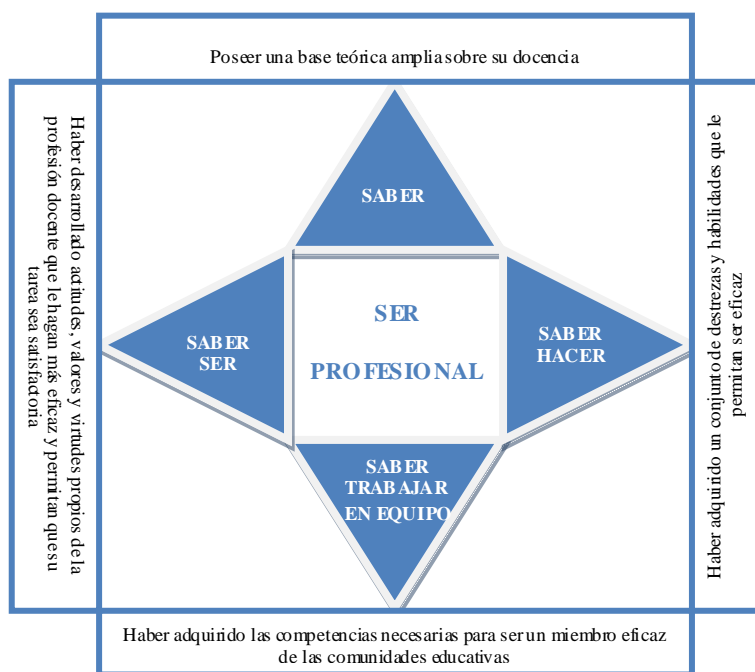 Poseer una base teórica amplia sobre su docencia
Haber desarrollado actitudes, valores y virtudes propios de la
profesión docente que le hagan más eficaz y permitan que su
tarea sea satisfactoria
SABER
SABER
SER
SER
PROFESIONAL
SABER
HACER
SABER
TRABAJAR
EN EQUIPO
Haber adquirido un conjunto de destrezas y habilidades que le
permitan ser eficaz
Haber adquirido las competencias necesarias para ser un miembro eficaz
de las comunidades educativas